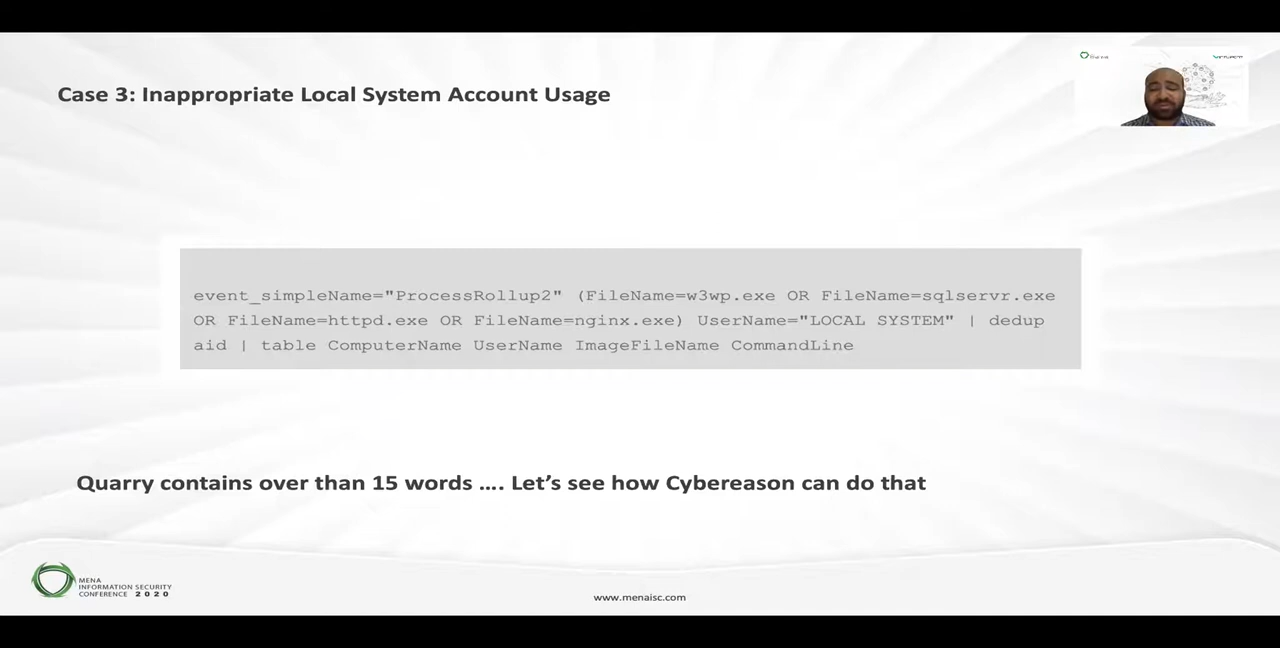 Case 3: Inappropriate Local System Account Usage
event_simpleName="ProcessRollup2" (FileName=w3wp.exe OR FileName=sqlservr.exe
OR FileName=httpd.exe OR FileName=nginx.exe) UserName="LOCAL SYSTEM" | dedup
aid | table ComputerName UserName ImageFileName CommandLine
Quarry contains over than 15 words .... Let's see how Cybereason can do that
MENA
INFORMATION SECURITY
CONFERENCE 2020
www.menaisc.com